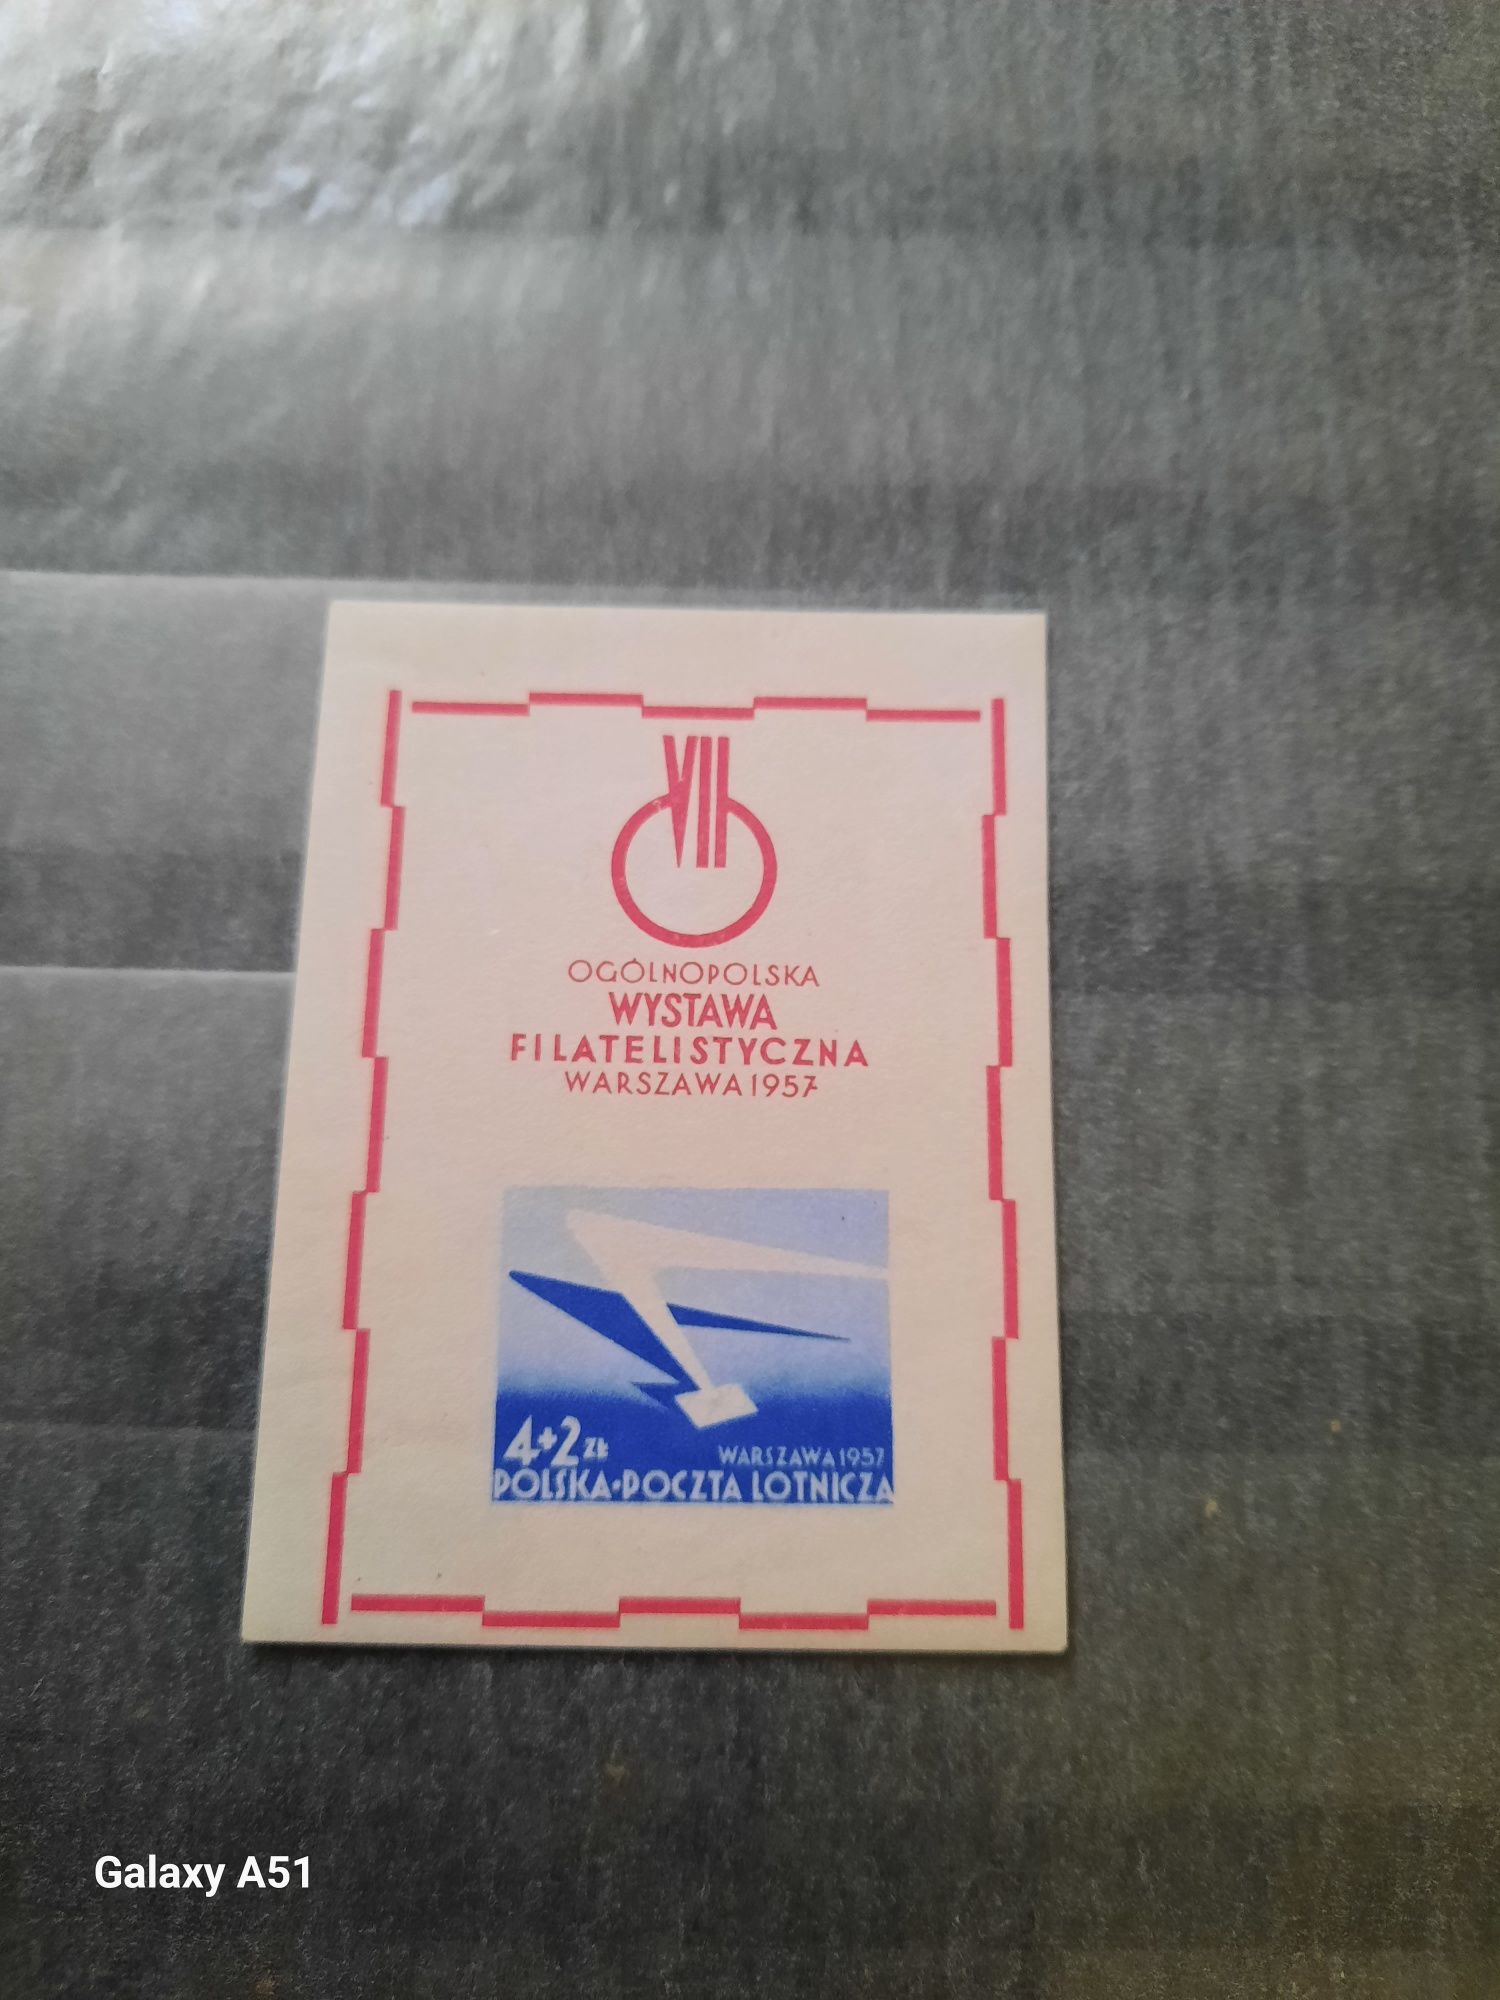 VII
OGÓLNOPOLSKA
WYSTAWA
FILATELISTYCZNA
WARSZAWA 1957
4+2 ZŁ
WARSZAWA 1957
POLSKA·POCZTA LOTNICZA
Galaxy A51